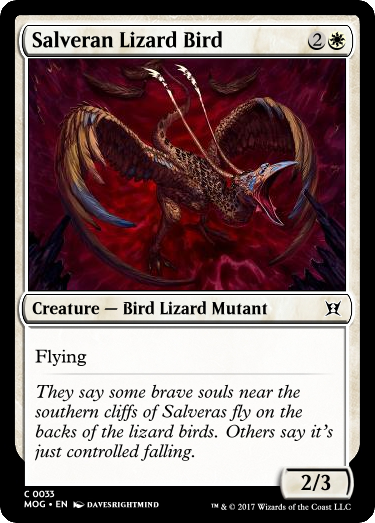 Salveran Lizard Bird 2
Creature — Bird Lizard Mutant
Flying
They say some brave souls near the
southern cliffs of Salveras fly on the
backs of the lizard birds. Others say it's
just controlled falling.
2/3
C 0033
MOG • EN DAVESRIGHTMIND
™ & © 2017 Wizards of the Coast LLC